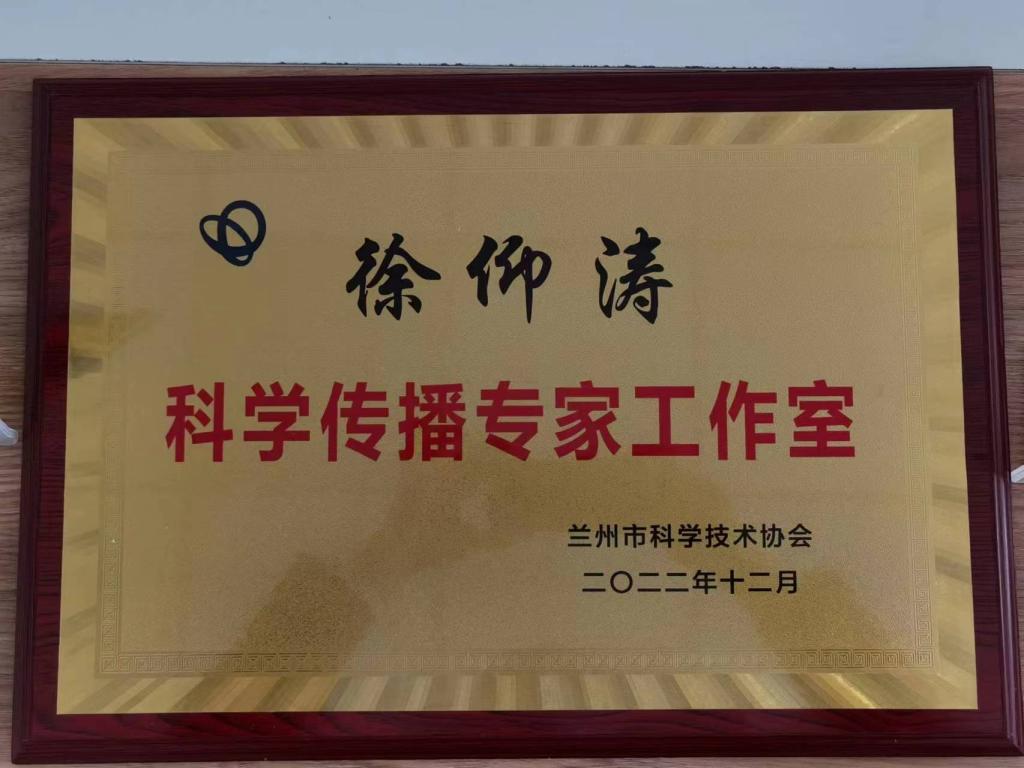 徐仰涛
科学传播专家工作室
兰州市科学技术协会
二〇二二年十二月